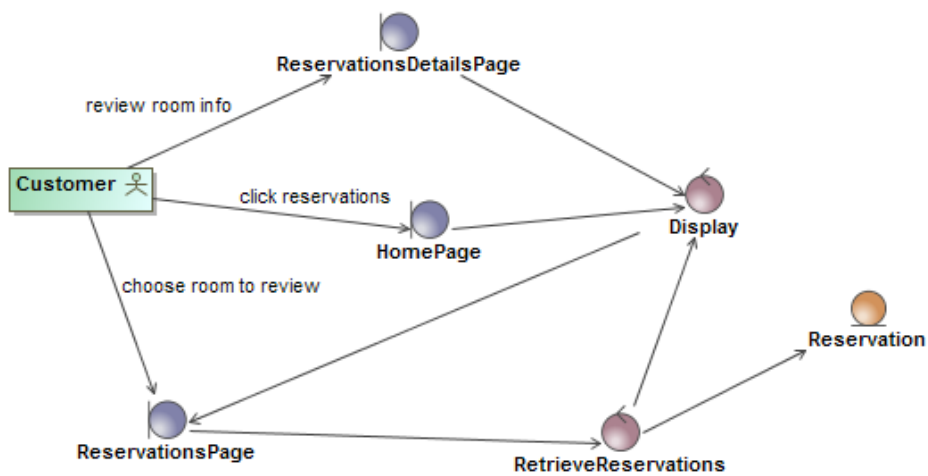 ReservationsDetailsPage
review room info
Customer
click reservations
HomePage
Display
choose room to review
Reservation
ReservationsPage
RetrieveReservations